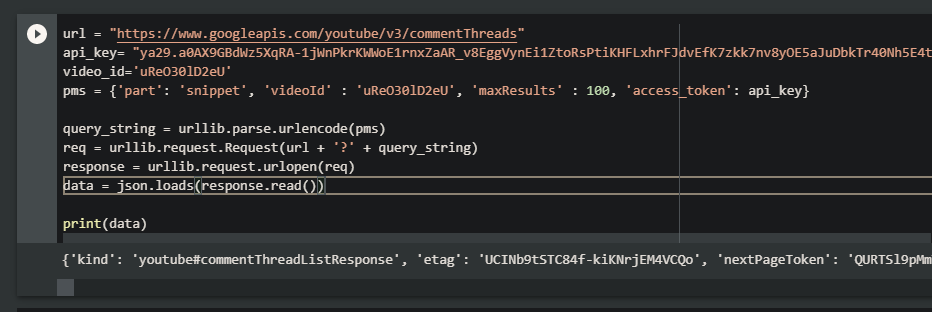 url = "https://www.googleapis.com/youtube/v3/commentThreads"
api_key= "ya29.a0AX9GBdWz5XqRA-1jWnPkrKWWoE1rnxZaAR_v8EggVynEi1ZtoRsPtiKHFLxhrFJdvEfK7zkk7nv8yOE5aJuDbkTr40Nh5E4t
video_id='uReO30lD2eU'
pms = {'part': 'snippet', 'videoId' : 'uReO30lD2eU', 'maxResults' : 100, 'access_token': api_key}
query_string = urllib.parse.urlencode(pms)
req = urllib.request.Request(url + '?' + query_string)
response = urllib.request.urlopen(req)
data = json.loads(response.read())
print(data)
{'kind': 'youtube#commentThreadListResponse', 'etag': 'UCINb9tSTC84f-kiKNrjEM4VCQo', 'nextPageToken': 'QURTSl9pMm